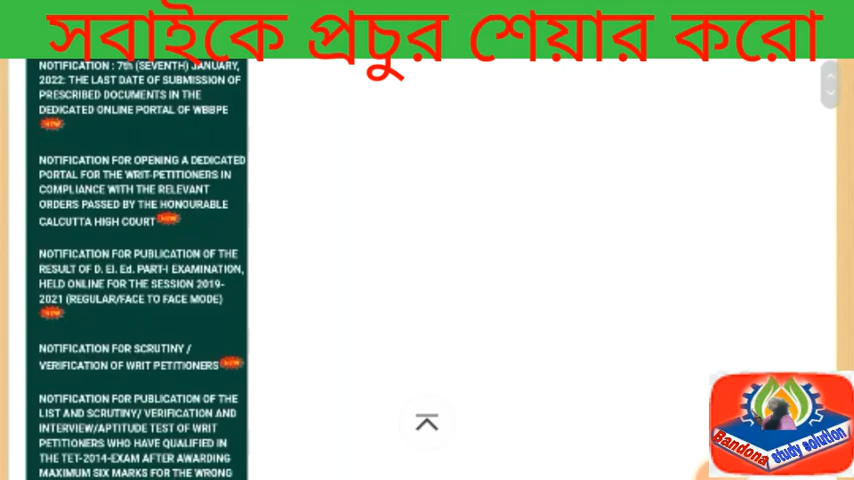 সবাইকে প্রচুর শেয়ার করো
NOTIFICATION : 7th (SEVENTH) JANUARY,
2022: THE LAST DATE OF SUBMISSION OF
PRESCRIBED DOCUMENTS IN THE
DEDICATED ONLINE PORTAL OF WBBPE
NEW
NOTIFICATION FOR OPENING A DEDICATED
PORTAL FOR THE WRIT-PETITIONERS IN
COMPLIANCE WITH THE RELEVANT
ORDERS PASSED BY THE HONOURABLE
CALCUTTA HIGH COURT NEW
NOTIFICATION FOR PUBLICATION OF THE
RESULT OF D. El. Ed. PART-I EXAMINATION,
HELD ONLINE FOR THE SESSION 2019-
2021 (REGULAR/FACE TO FACE MODE)
NEW
NOTIFICATION FOR SCRUTINY /
VERIFICATION OF WRIT PETITIONERS NEW
NOTIFICATION FOR PUBLICATION OF THE
LIST AND SCRUTINY/ VERIFICATION AND
INTERVIEW/APTITUDE TEST OF WRIT
PETITIONERS WHO HAVE QUALIFIED IN
THE TET-2014-EXAM AFTER AWARDING
MAXIMUM SIX MARKS FOR THE WRONG
Bandona study solution